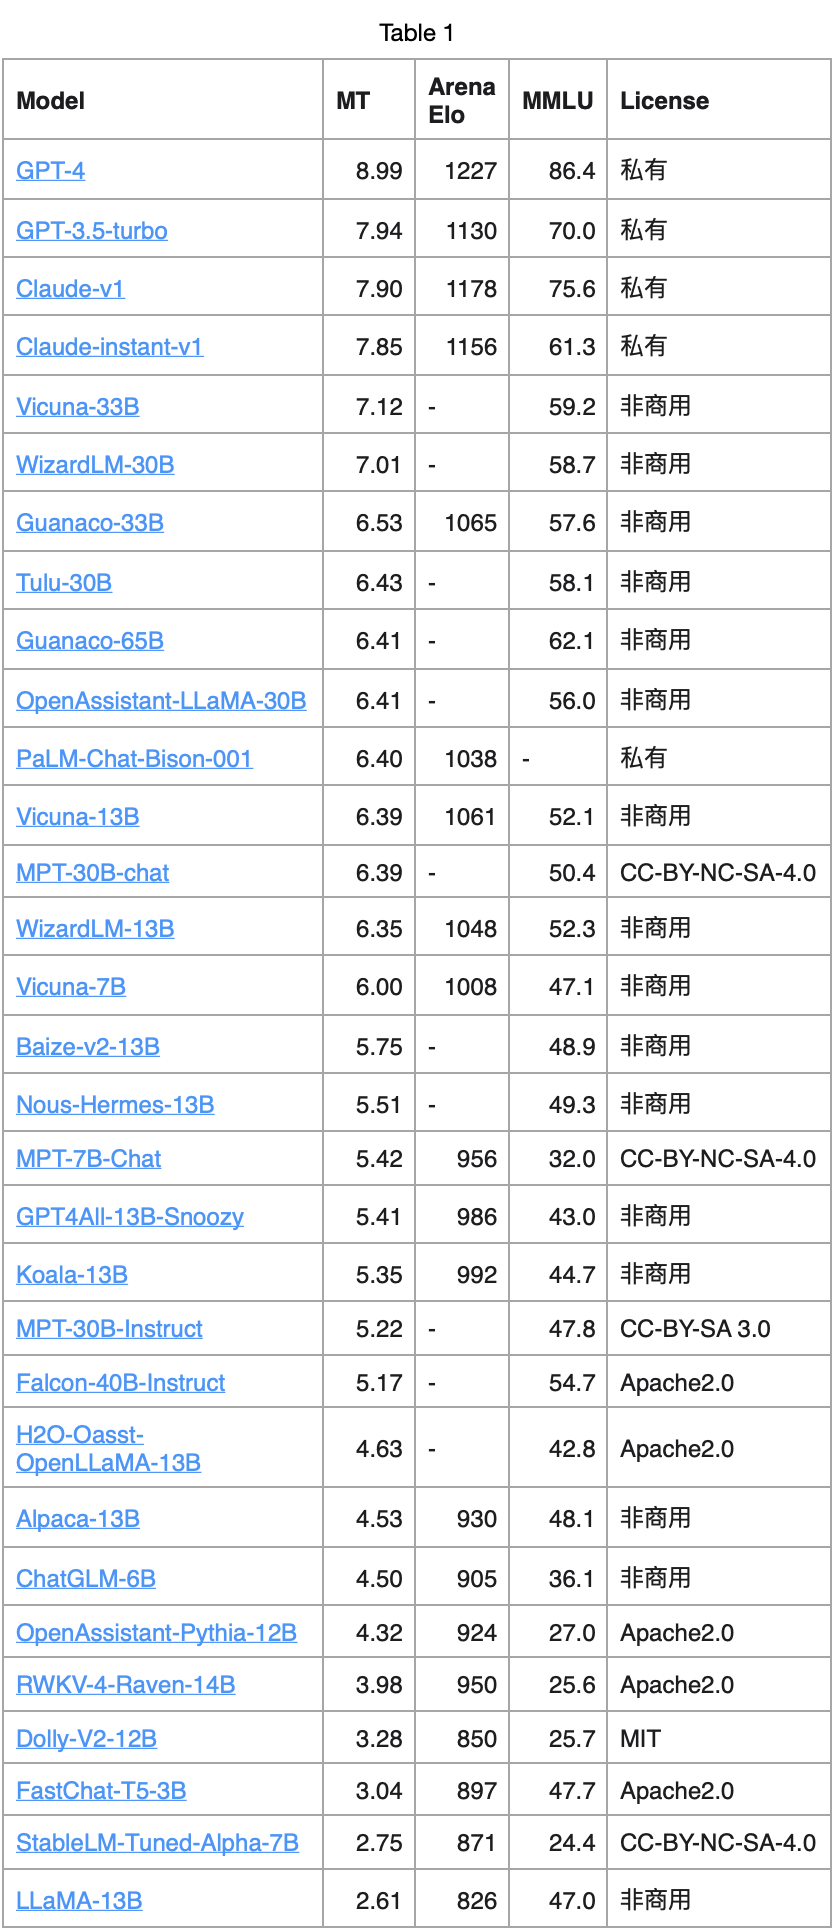 Table 1
Model MT Arena Elo MMLU License
GPT-4 8.99 1227 86.4 私有
GPT-3.5-turbo 7.94 1130 70.0 私有
Claude-v1 7.90 1178 75.6 私有
Claude-instant-v1 7.85 1156 61.3 私有
Vicuna-33B 7.12 - 59.2 非商用
WizardLM-30B 7.01 - 58.7 非商用
Guanaco-33B 6.53 1065 57.6 非商用
Tulu-30B 6.43 - 58.1 非商用
Guanaco-65B 6.41 - 62.1 非商用
OpenAssistant-LLaMA-30B 6.41 - 56.0 非商用
PaLM-Chat-Bison-001 6.40 1038 - 私有
Vicuna-13B 6.39 1061 52.1 非商用
MPT-30B-chat 6.39 - 50.4 CC-BY-NC-SA-4.0
WizardLM-13B 6.35 1048 52.3 非商用
Vicuna-7B 6.00 1008 47.1 非商用
Baize-v2-13B 5.75 - 48.9 非商用
Nous-Hermes-13B 5.51 - 49.3 非商用
MPT-7B-Chat 5.42 956 32.0 CC-BY-NC-SA-4.0
GPT4All-13B-Snoozy 5.41 986 43.0 非商用
Koala-13B 5.35 992 44.7 非商用
MPT-30B-Instruct 5.22 - 47.8 CC-BY-SA 3.0
Falcon-40B-Instruct 5.17 - 54.7 Apache2.0
H2O-Oasst-
OpenLLaMA-13B 4.63 - 42.8 Apache2.0
Alpaca-13B 4.53 930 48.1 非商用
ChatGLM-6B 4.50 905 36.1 非商用
OpenAssistant-Pythia-12B 4.32 924 27.0 Apache2.0
RWKV-4-Raven-14B 3.98 950 25.6 Apache2.0
Dolly-V2-12B 3.28 850 25.7 MIT
FastChat-T5-3B 3.04 897 47.7 Apache2.0
StableLM-Tuned-Alpha-7B 2.75 871 24.4 CC-BY-NC-SA-4.0
LLaMA-13B 2.61 826 47.0 非商用